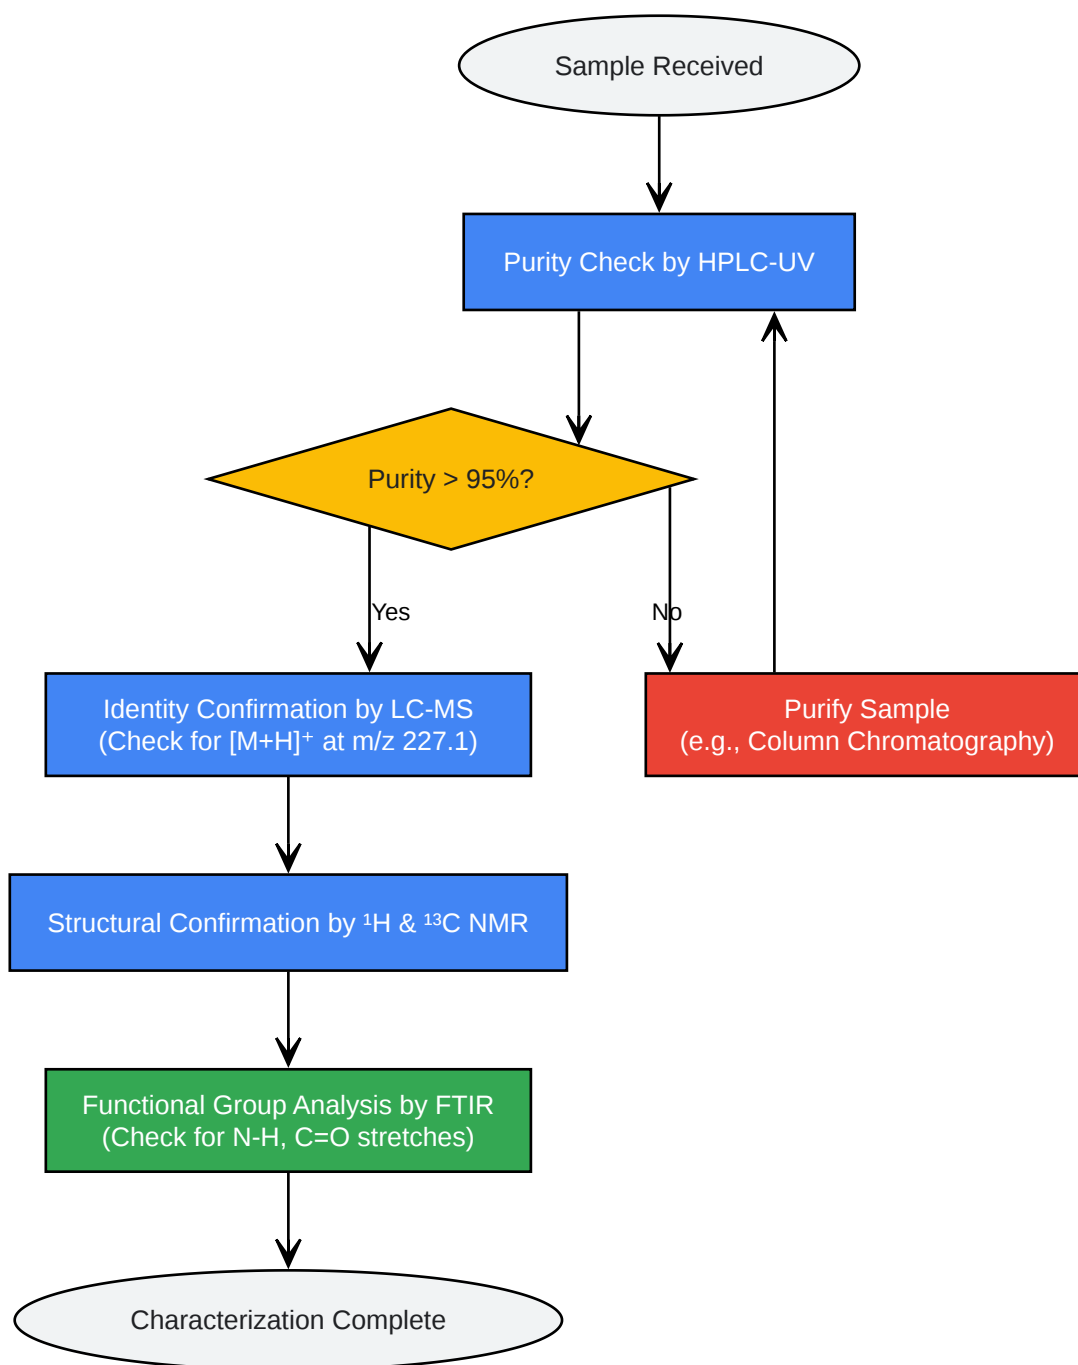 Sample Received
Purity Check by HPLC-UV
Purity > 95%?
Yes
No
Identity Confirmation by LC-MS
(Check for [M+H]⁺ at m/z 227.1)
Purify Sample
(e.g., Column Chromatography)
Structural Confirmation by ¹H & ¹³C NMR
Functional Group Analysis by FTIR
(Check for N-H, C=O stretches)
Characterization Complete